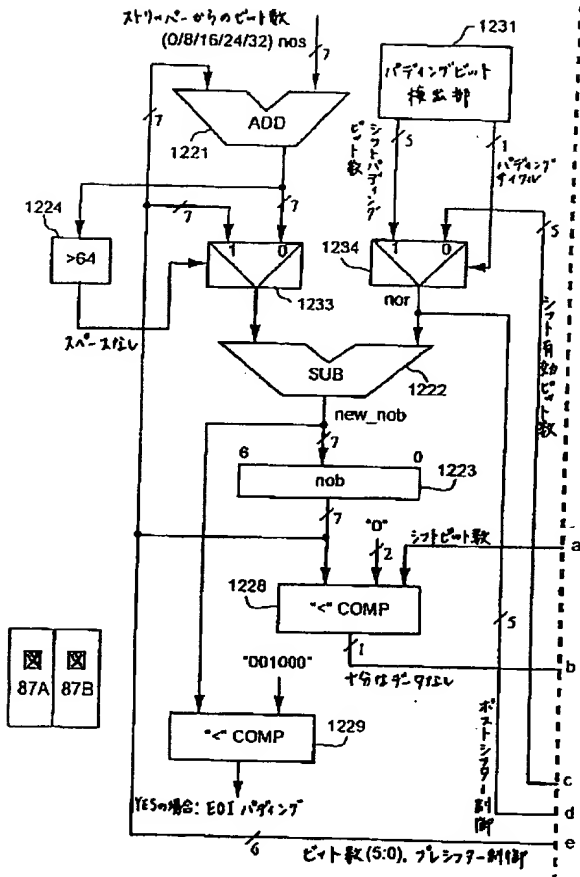 ストリッパーからのビット数
(0/8/16/24/32) nos
7
1231
パディングビット
検出部
ADD
7
1221
シフトパディング
ビット数
5
1
パディング
サイクル
1224
>64
7
7
1 0
1233
1234
1 0
5
nor
スペースなし
シフト有効ビット数
SUB
1222
new_nob
7
6 0
nob
1223
7
"0"
2
シフトビット数
a
1228
"<" COMP
1
b
5
十分なデータなし
図 図
87A 87B
"001000"
"<" COMP
1229
ポストシフター制御
c
YESの場合: EOI パディング
d
6
e
ビット数 (5:0), プレシフター制御